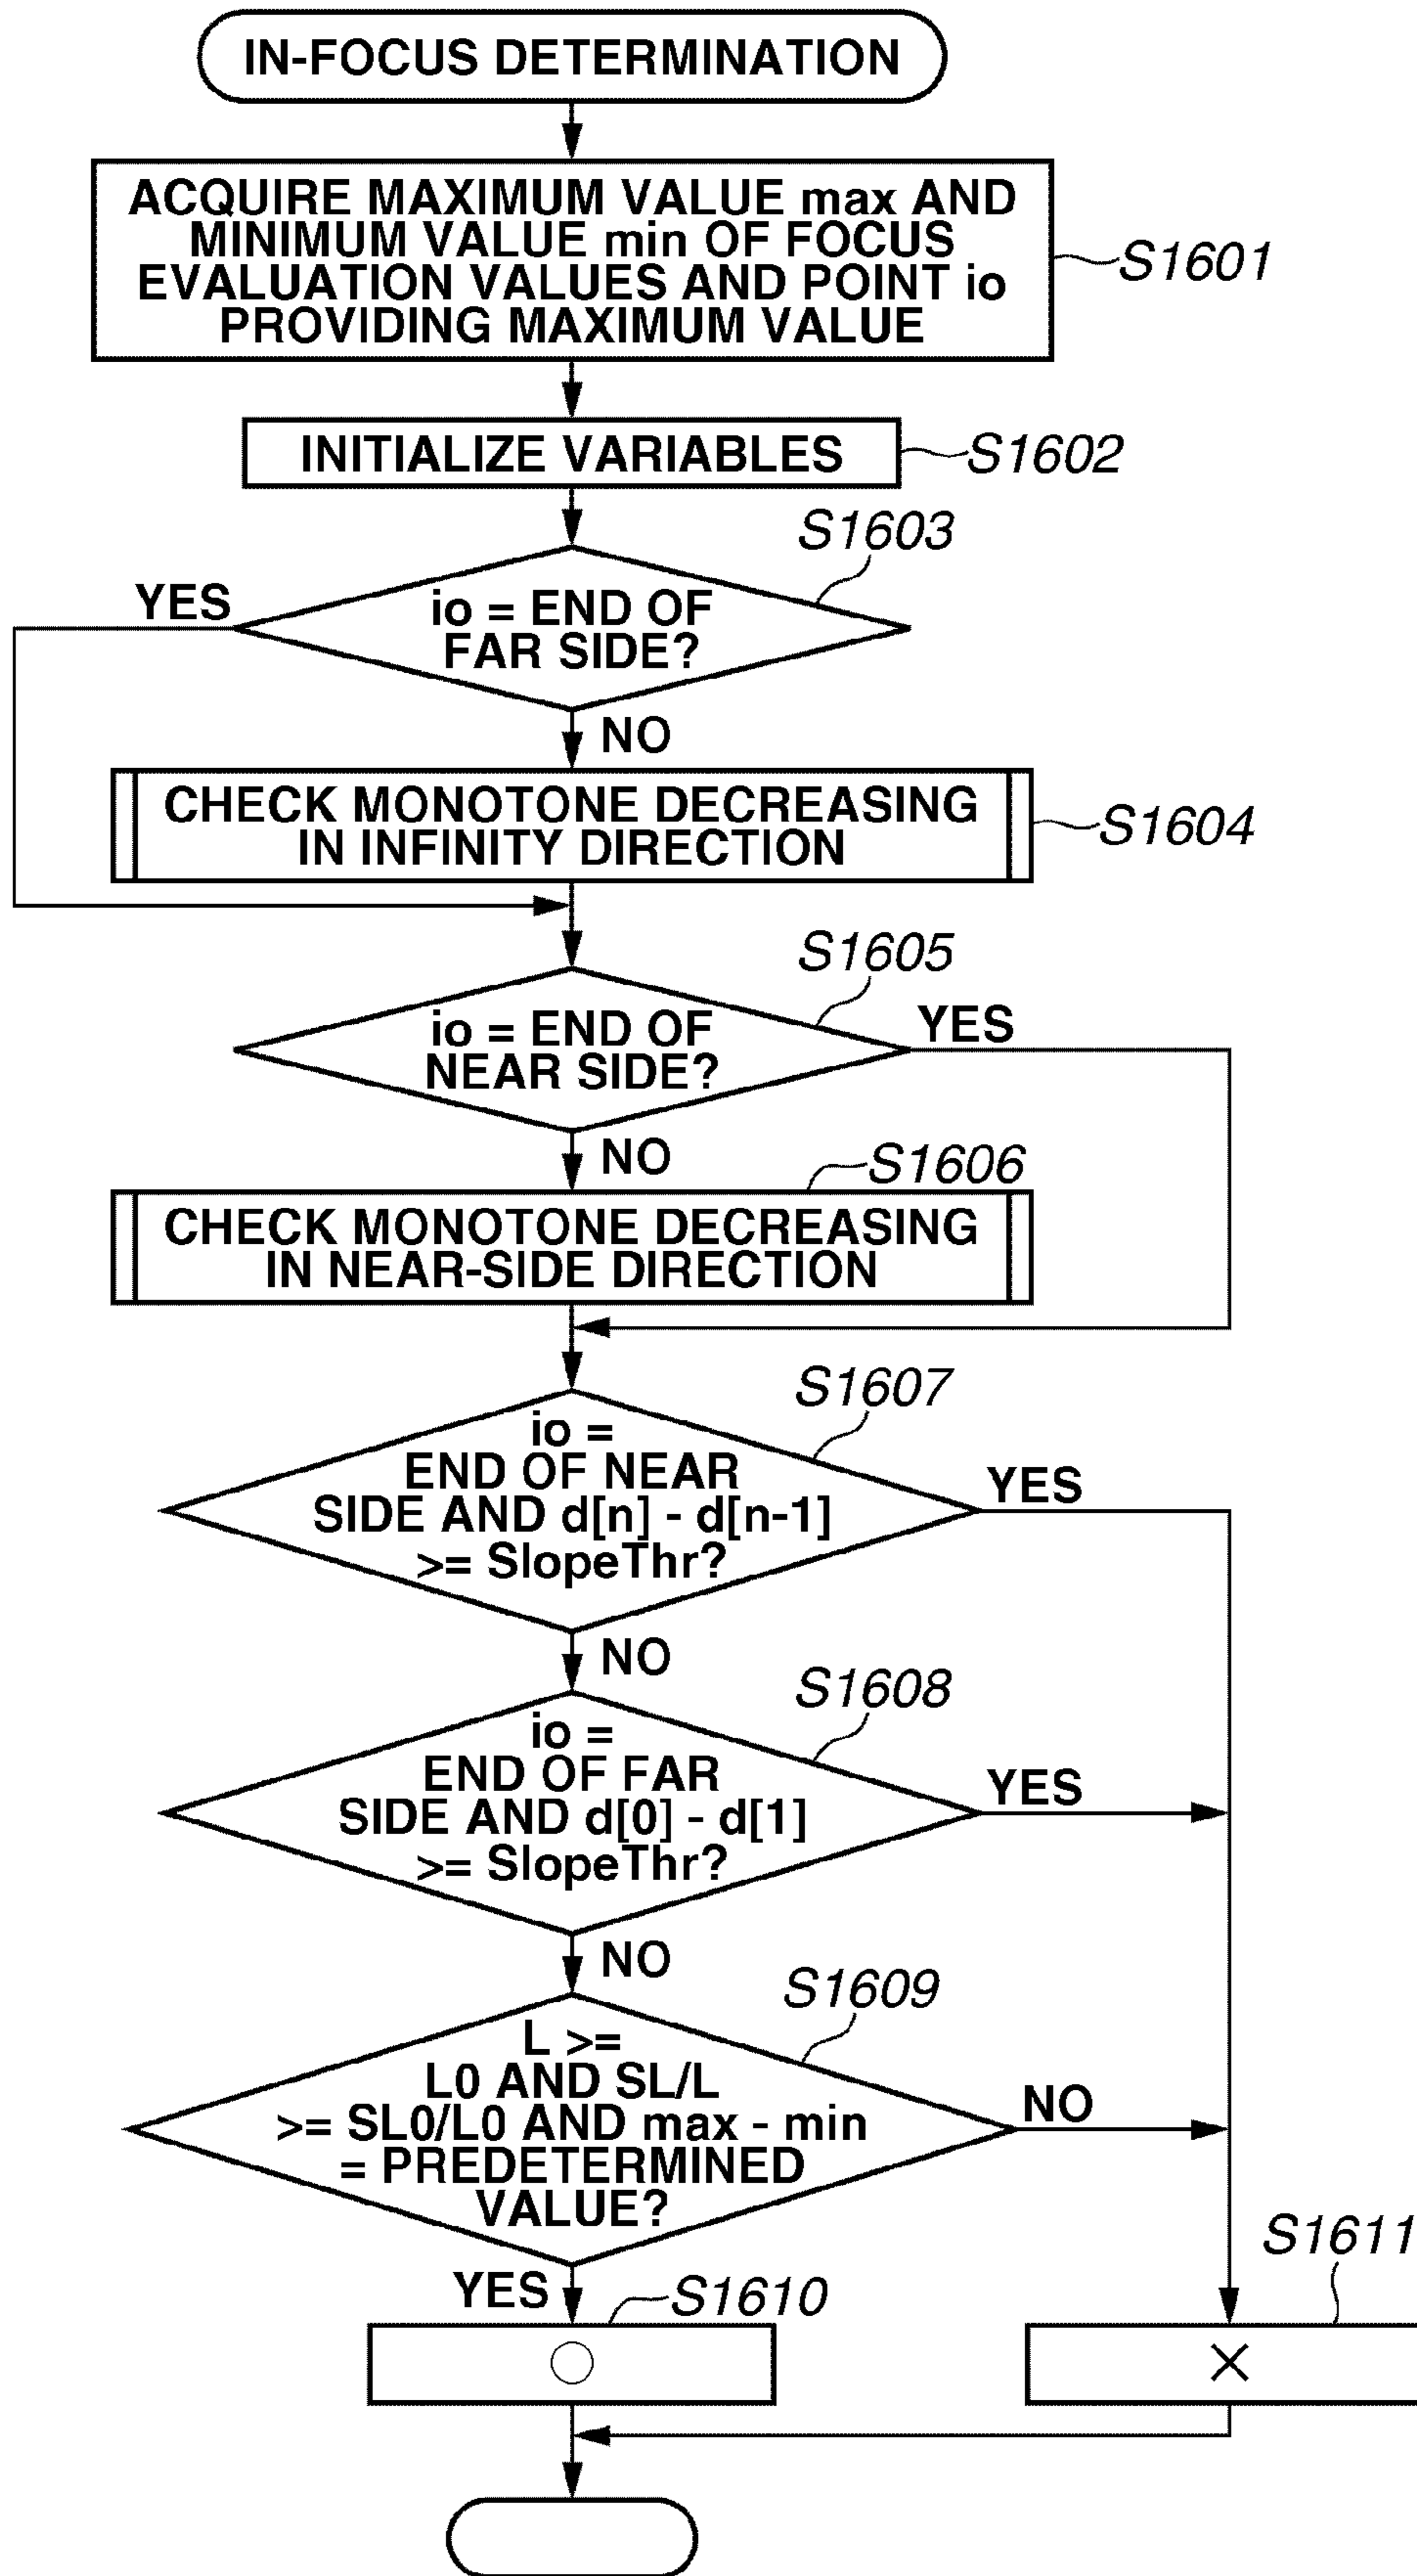 IN-FOCUS DETERMINATION
ACQUIRE MAXIMUM VALUE max AND
MINIMUM VALUE min OF FOCUS
EVALUATION VALUES AND POINT io
PROVIDING MAXIMUM VALUE
S1601
INITIALIZE VARIABLES
S1602
S1603
YES
io = END OF
FAR SIDE?
NO
CHECK MONOTONE DECREASING
IN INFINITY DIRECTION
S1604
S1605
io = END OF
NEAR SIDE?
YES
NO
S1606
CHECK MONOTONE DECREASING
IN NEAR-SIDE DIRECTION
S1607
io =
END OF NEAR
SIDE AND d[n] - d[n-1]
>= SlopeThr?
YES
NO
S1608
io =
END OF FAR
SIDE AND d[0] - d[1]
>= SlopeThr?
YES
NO
S1609
L >=
L0 AND SL/L
>= SL0/L0 AND max - min
= PREDETERMINED
VALUE?
NO
YES
S1610
S1611
○
×